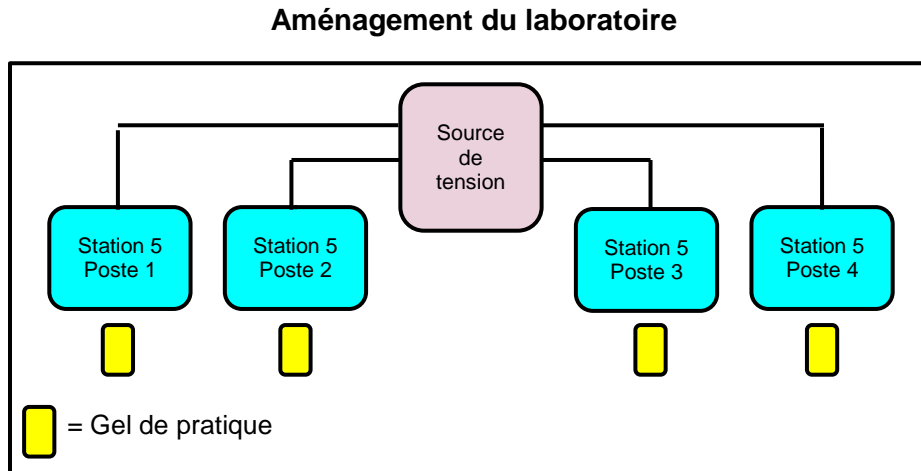 Aménagement du laboratoire
Source
de
tension
Station 5
Poste 1
Station 5
Poste 2
Station 5
Poste 3
Station 5
Poste 4
= Gel de pratique